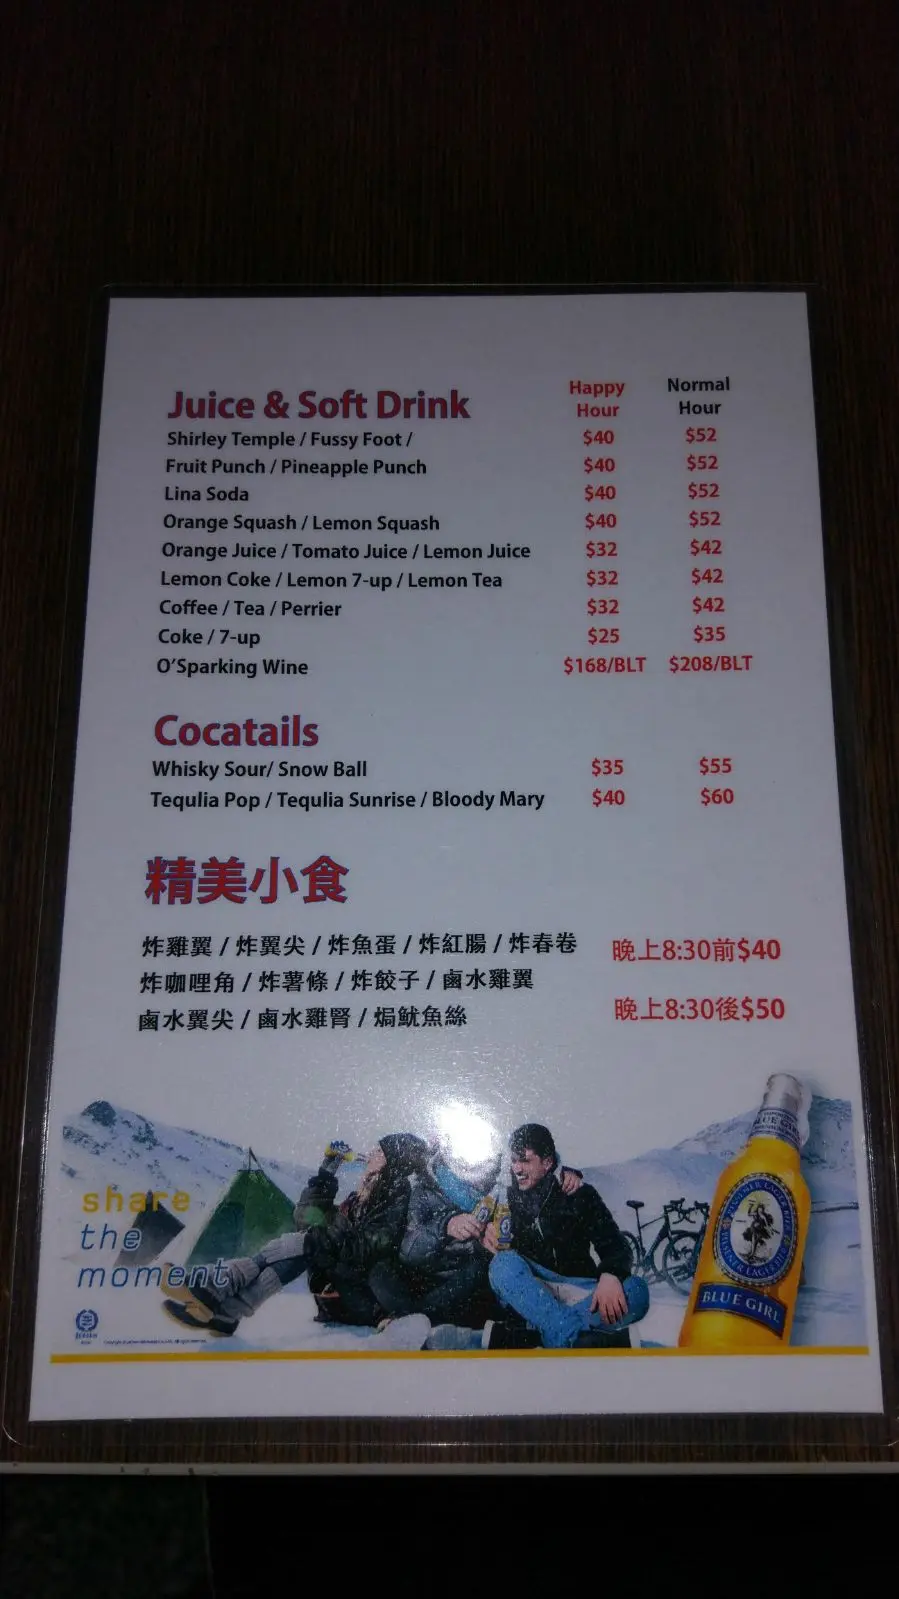 Juice & Soft Drink Happy Hour Normal Hour
Shirley Temple / Fussy Foot / $40 $52
Fruit Punch / Pineapple Punch $40 $52
Lina Soda $40 $52
Orange Squash / Lemon Squash $40 $52
Orange Juice / Tomato Juice / Lemon Juice $32 $42
Lemon Coke / Lemon 7-up / Lemon Tea $32 $42
Coffee / Tea / Perrier $32 $42
Coke / 7-up $25 $35
O'Sparking Wine $168/BLT $208/BLT
Cocatails
Whisky Sour/ Snow Ball $35 $55
Tequlia Pop / Tequlia Sunrise / Bloody Mary $40 $60
精美小食
炸雞翼 / 炸翼尖 / 炸魚蛋 / 炸紅腸 / 炸春卷 晚上8:30前$40
炸咖哩角 / 炸薯條 / 炸餃子 / 鹵水雞翼
鹵水翼尖 / 鹵水雞腎 / 焗魷魚絲 晚上8:30後$50
share
the
moment
BLUE GIRL